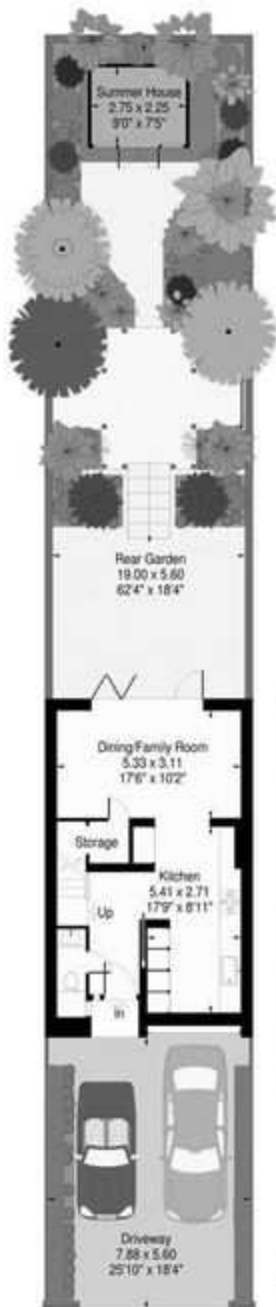 Summer House
2.75 x 2.25
9'0" x 7'5"
Rear Garden
19.00 x 5.60
62'4" x 18'4"
Dining/Family Room
5.33 x 3.11
17'6" x 10'2"
Storage
Kitchen
5.41 x 2.71
17'9" x 8'11"
Up
In
Driveway
7.88 x 5.60
25'10" x 18'4"